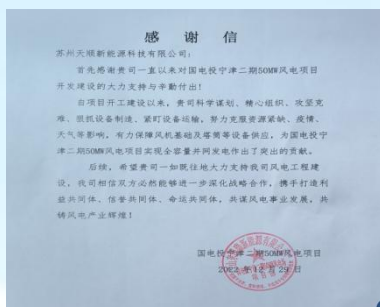 感 谢 信
苏州天顺新能源科技有限公司：
首先感谢贵司一直以来对国电投宁津二期50MW风电项目
开发建设的大力支持与辛勤付出！
自项目开工建设以来，贵司科学谋划、精心组织、攻坚克
难、狠抓设备制造、紧盯设备运输，努力克服资源紧缺、疫情、
天气等影响，有力保障风机基础及塔筒等设备供应，为国电投宁
津二期50MW风电项目实现全容量并网发电作出了突出的贡献。
后续，希望贵司一如既往地大力支持我司风电工程建
设，我司相信双方必然能够进一步深化战略合作，携手打造利
益共同体、信誉共同体、命运共同体，共谋风电事业发展，共
铸风电产业辉煌！
国电投宁津二期50MW风电项目
年12月29日